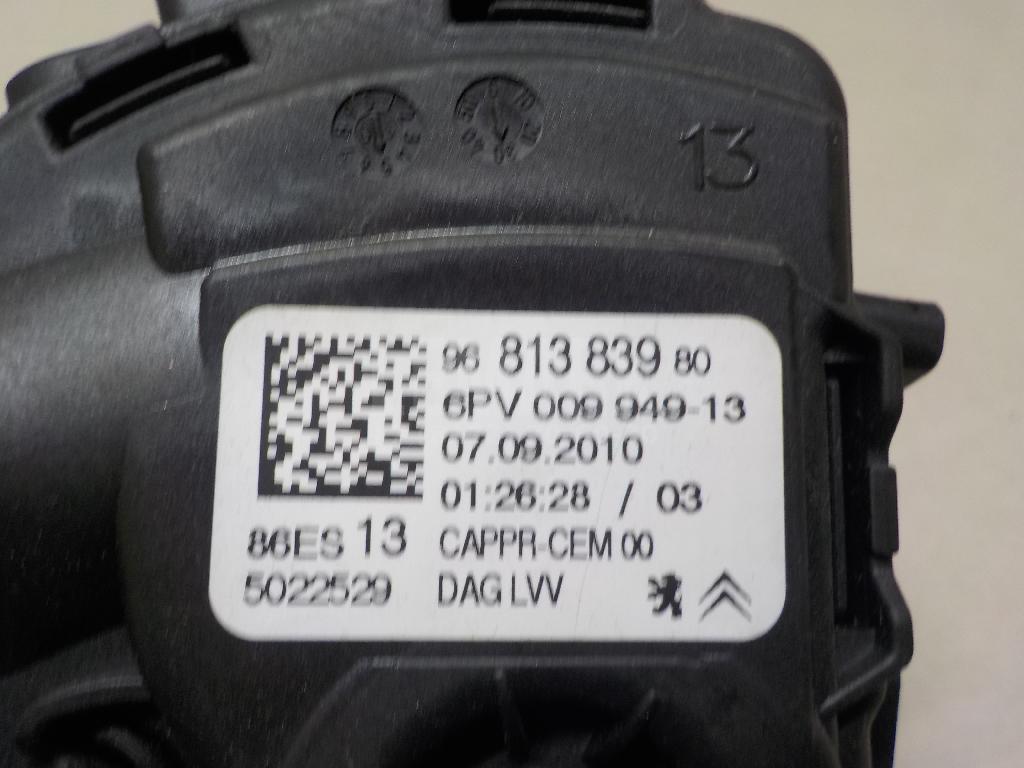 13
96 813 839 80
6PV 009 949-13
07.09.2010
01:26:28 / 03
86ES 13 CAPPR-CEM 00
5022529 DAG LVV